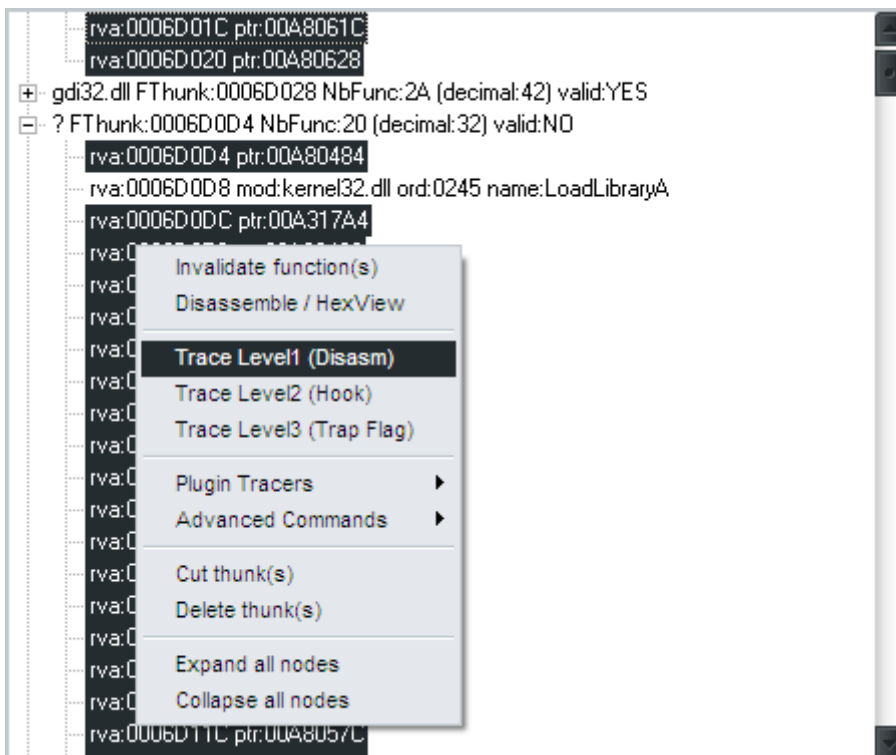 rva:0006D01C ptr:00A8061C
rva:0006D020 ptr:00A80628
gdi32.dll FThunk:0006D028 NbFunc:2A (decimal:42) valid:YES
? FThunk:0006D0D4 NbFunc:20 (decimal:32) valid:NO
rva:0006D0D4 ptr:00A80484
rva:0006D0D8 mod:kernel32.dll ord:0245 name:LoadLibraryA
rva:0006D0DC ptr:00A317A4
Invalidate function(s)
Disassemble / HexView
Trace Level1 (Disasm)
Trace Level2 (Hook)
Trace Level3 (Trap Flag)
Plugin Tracers
Advanced Commands
Cut thunk(s)
Delete thunk(s)
Expand all nodes
Collapse all nodes
rva:0006D11C ptr:00A8057C